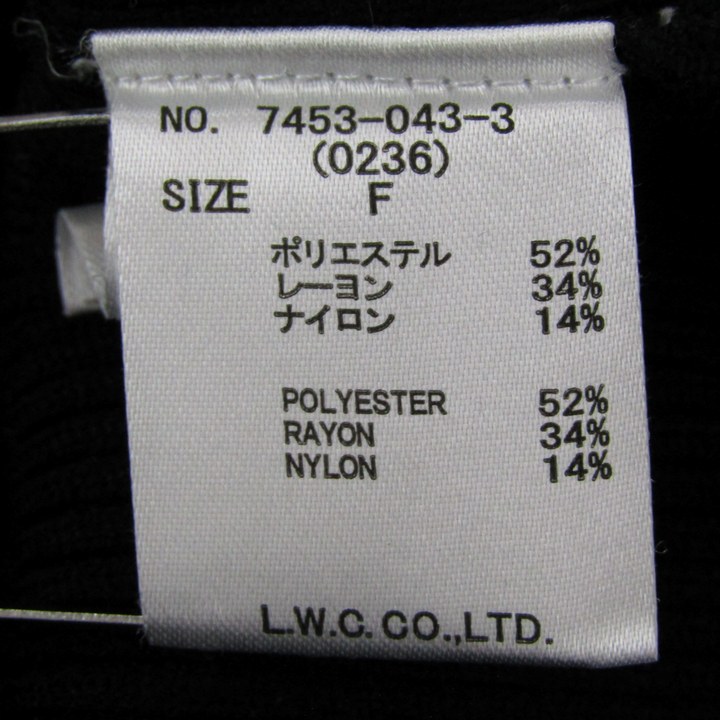 NO. 7453-043-3
(0236)
SIZE F
ポリエステル 52%
レーヨン 34%
ナイロン 14%
POLYESTER 52%
RAYON 34%
NYLON 14%
L.W.C.CO.,LTD.